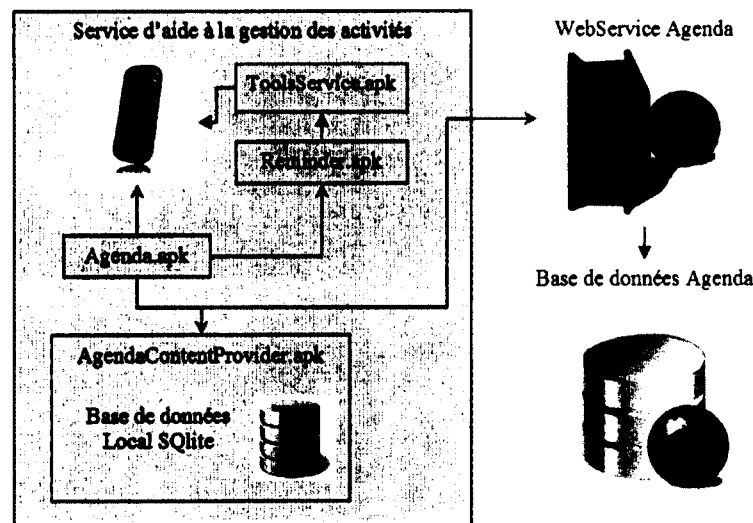 Service d'aide à la gestion des activités
WebService Agenda
ToolsService.apk
Reminder.apk
Agenda.apk
Base de données Agenda
AgendaContentProvider.apk
Base de données
Local SQlite